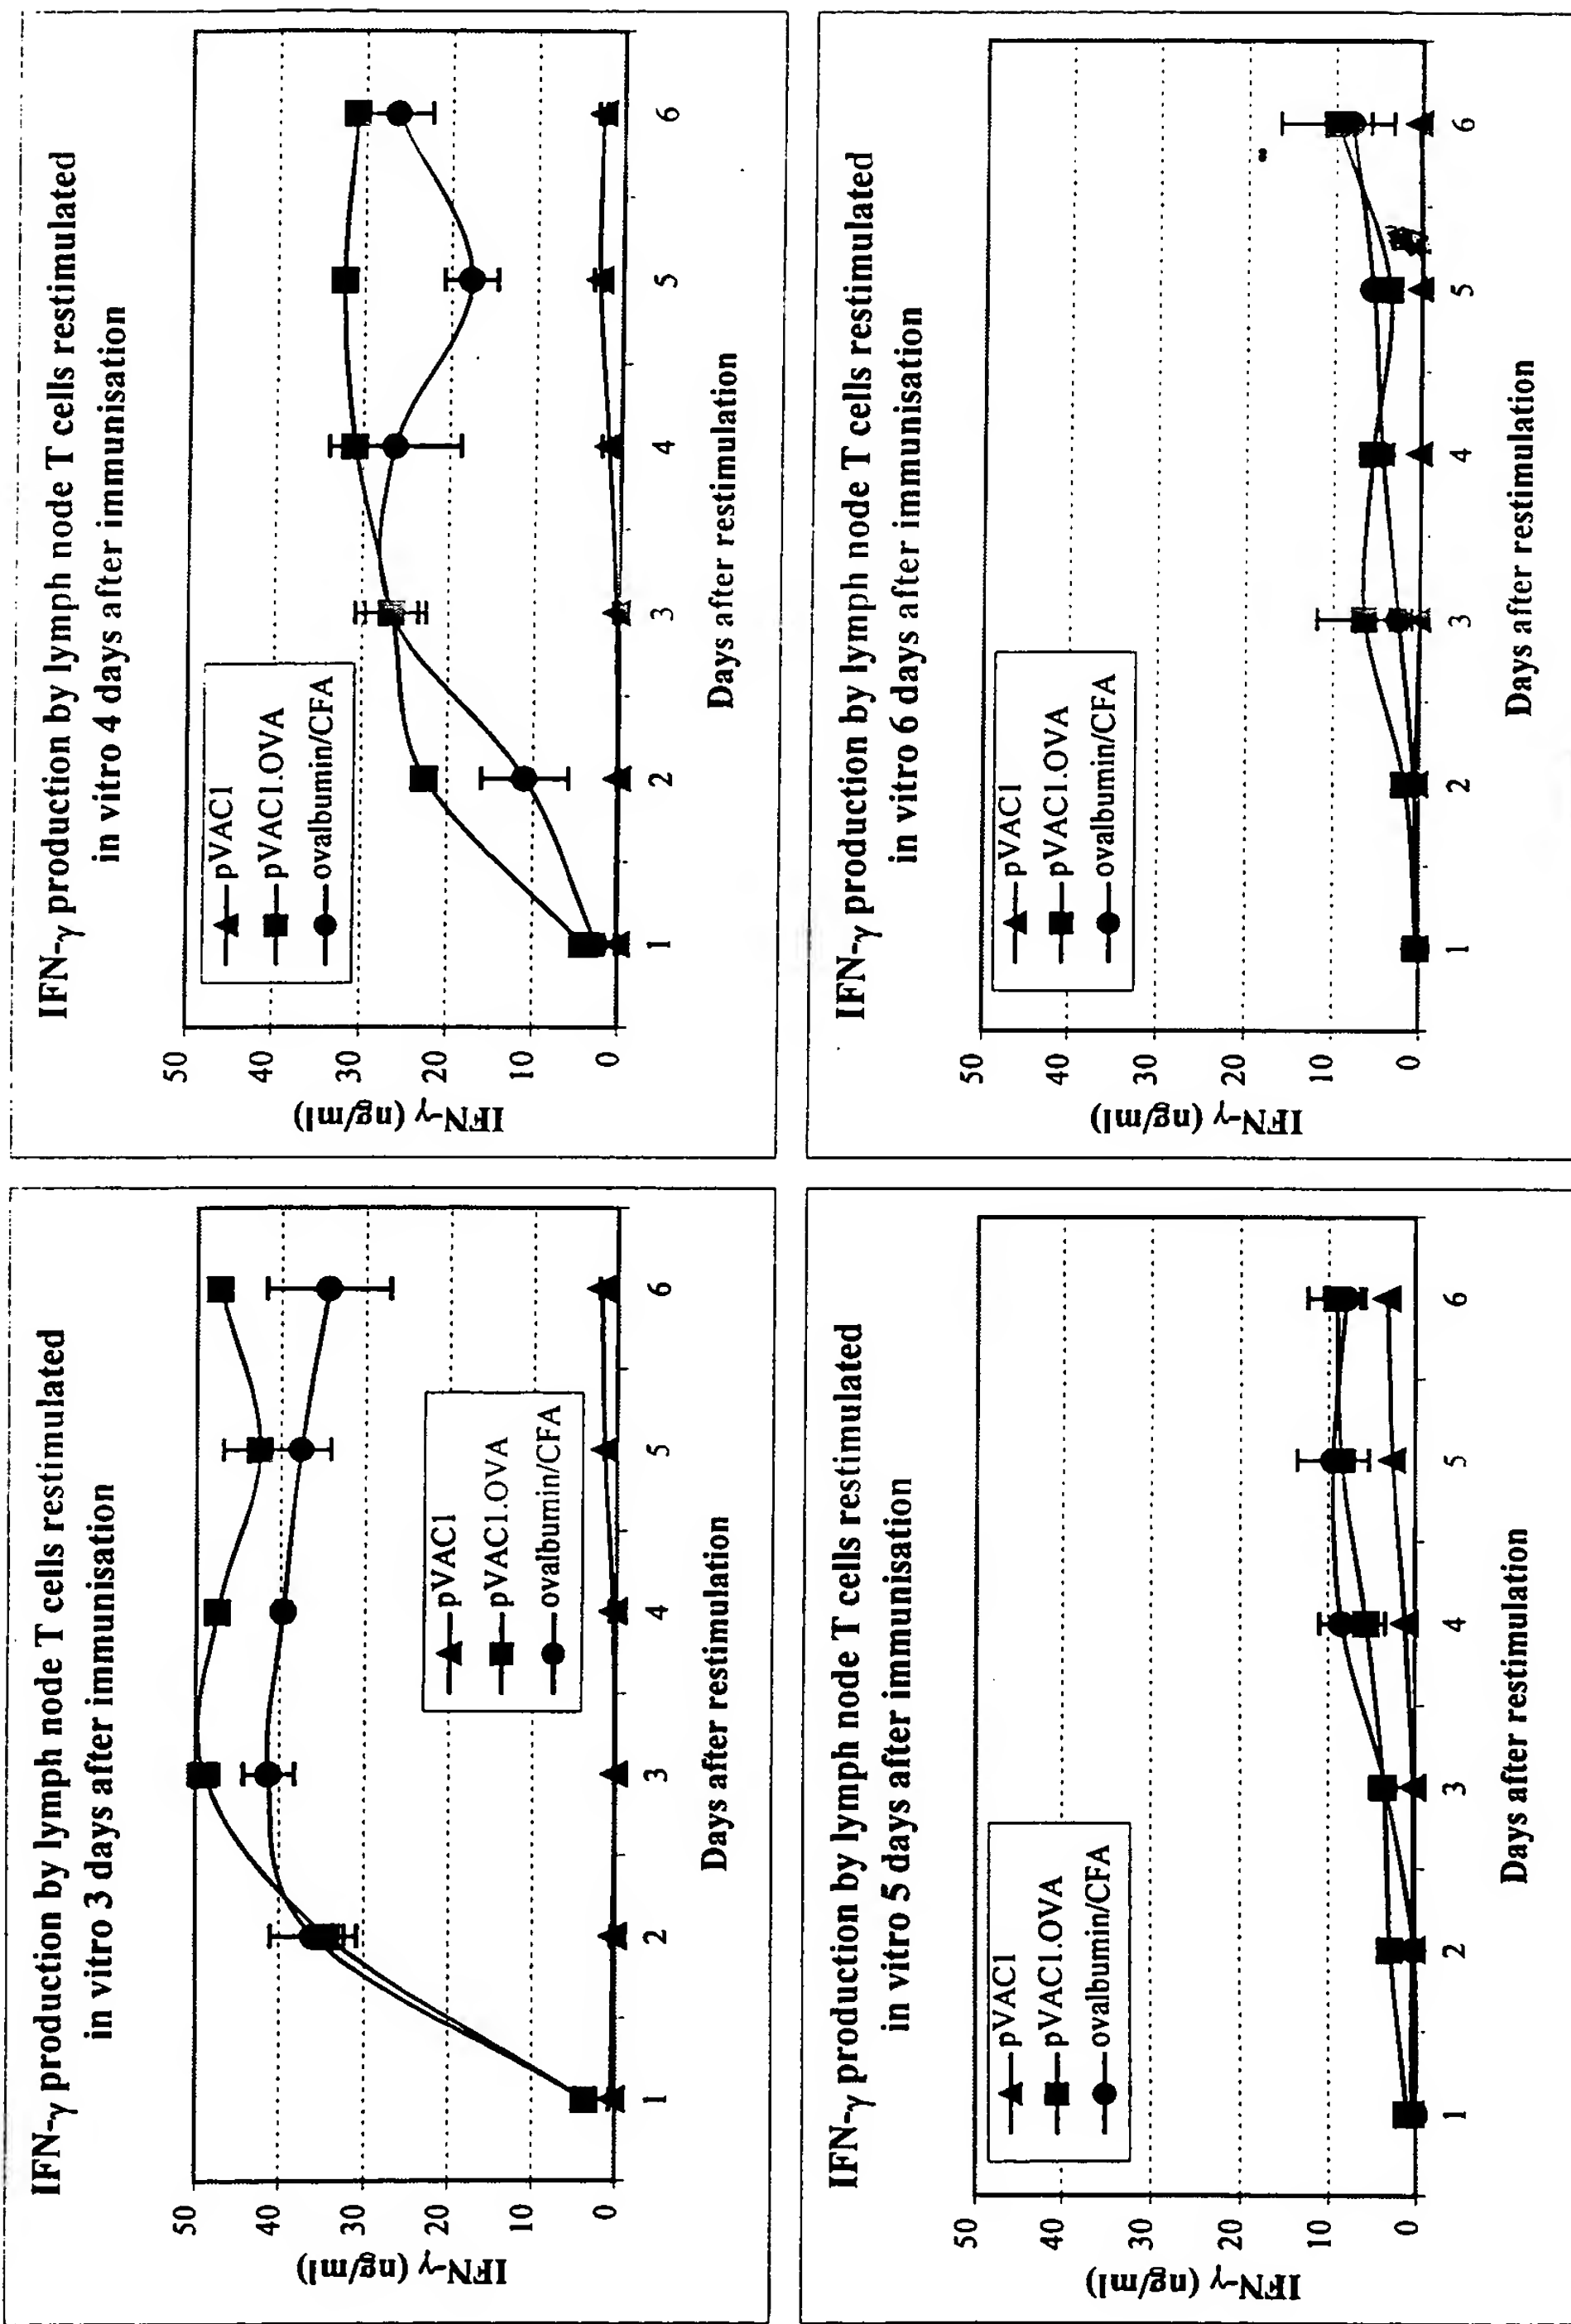 IFN-γ production by lymph node T cells restimulated
in vitro 3 days after immunisation
IFN-γ (ng/ml)
50
40
30
20
10
0
pVAC1
pVAC1.OVA
ovalbumin/CFA
1 2 3 4 5 6
Days after restimulation
IFN-γ production by lymph node T cells restimulated
in vitro 4 days after immunisation
IFN-γ (ng/ml)
50
40
30
20
10
0
pVAC1
pVAC1.OVA
ovalbumin/CFA
1 2 3 4 5 6
Days after restimulation
IFN-γ production by lymph node T cells restimulated
in vitro 5 days after immunisation
IFN-γ (ng/ml)
50
40
30
20
10
0
pVAC1
pVAC1.OVA
ovalbumin/CFA
1 2 3 4 5 6
Days after restimulation
IFN-γ production by lymph node T cells restimulated
in vitro 6 days after immunisation
IFN-γ (ng/ml)
50
40
30
20
10
0
pVAC1
pVAC1.OVA
ovalbumin/CFA
1 2 3 4 5 6
Days after restimulation